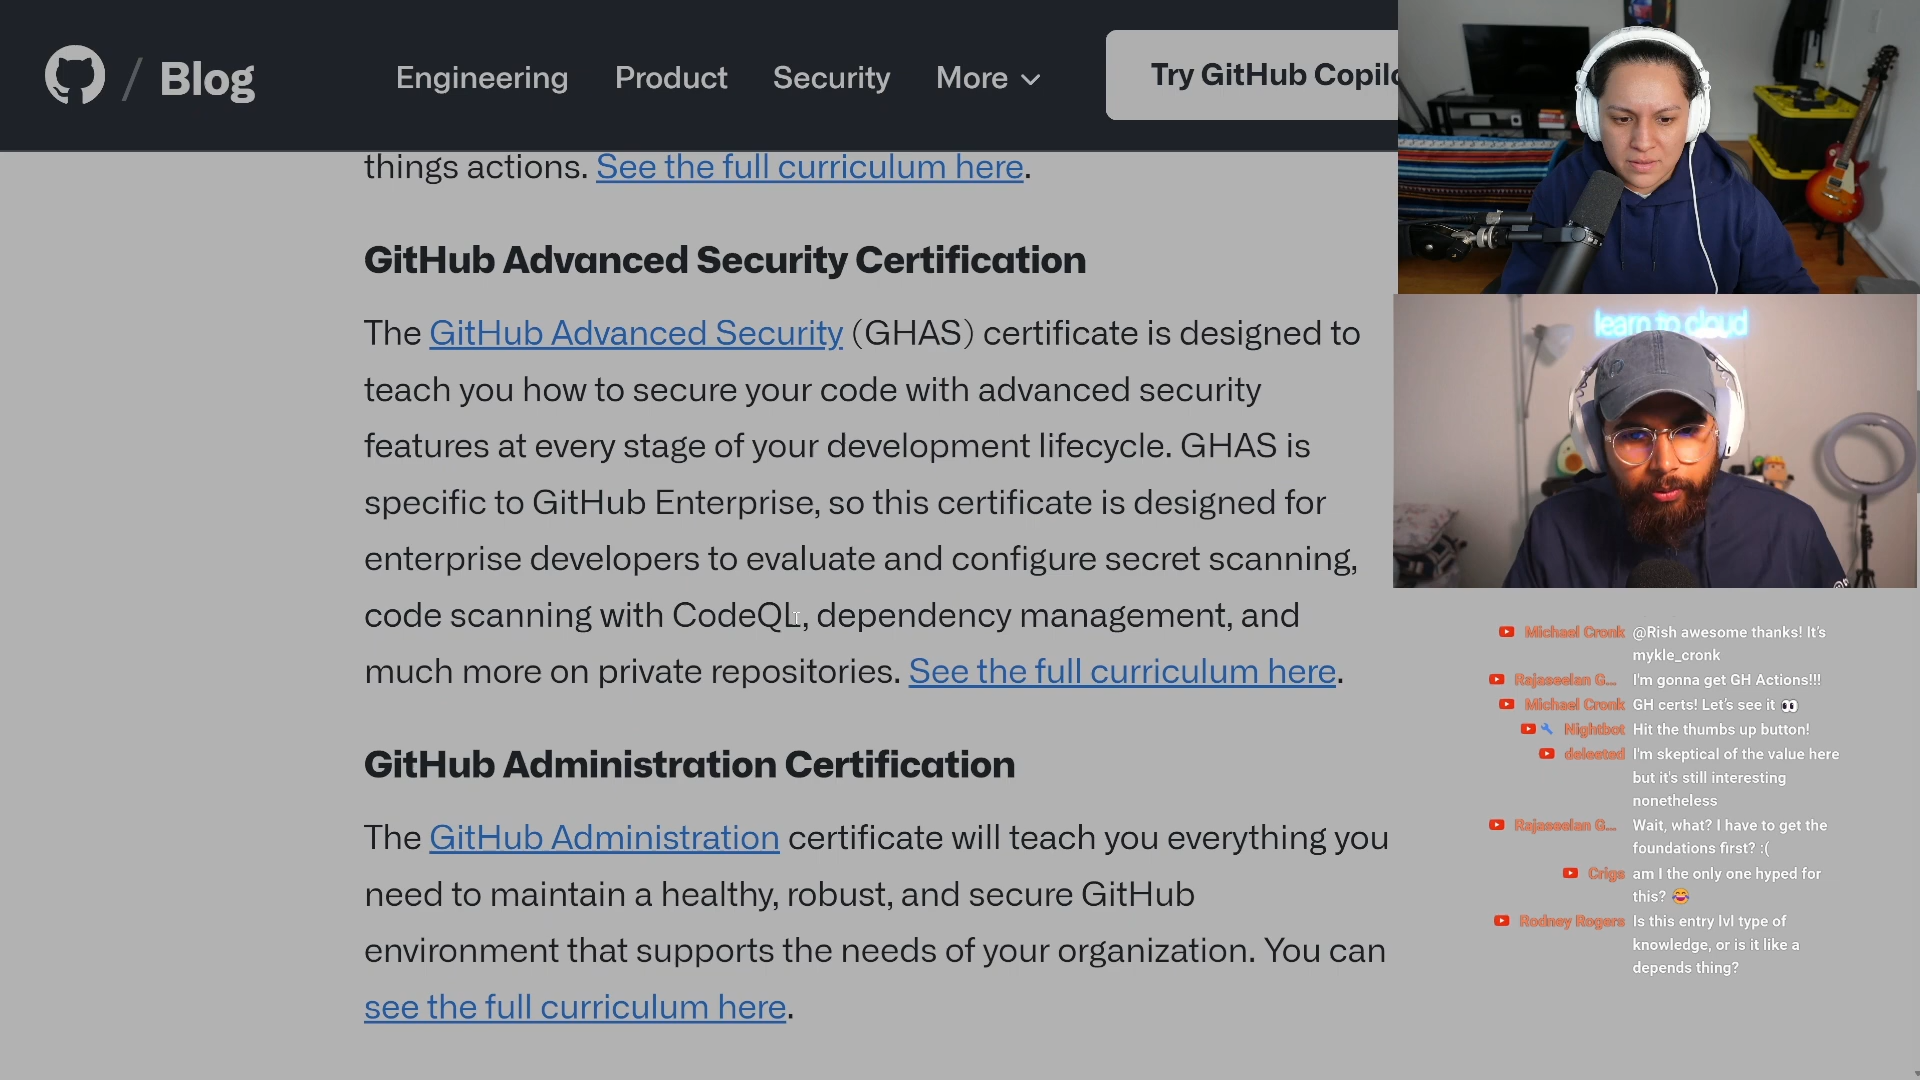 / Blog
Engineering
Product
Security
More
Try GitHub Copilo
things actions. See the full curriculum here.
GitHub Advanced Security Certification
The GitHub Advanced Security (GHAS) certificate is designed to
teach you how to secure your code with advanced security
features at every stage of your development lifecycle. GHAS is
specific to GitHub Enterprise, so this certificate is designed for
enterprise developers to evaluate and configure secret scanning,
code scanning with CodeQL, dependency management, and
much more on private repositories. See the full curriculum here.
GitHub Administration Certification
The GitHub Administration certificate will teach you everything you
need to maintain a healthy, robust, and secure GitHub
environment that supports the needs of your organization. You can
see the full curriculum here.
learn to cloud
Michael Cronk @Rish awesome thanks! It's
mykle_cronk
Rajaseelan G... I'm gonna get GH Actions!!!
Michael Cronk GH certs! Let's see it 👀
Nightbot Hit the thumbs up button!
deleeted I'm skeptical of the value here
but it's still interesting
nonetheless
Rajaseelan G... Wait, what? I have to get the
foundations first? :(
Crigs am I the only one hyped for
this? 😂
Rodney Rogers Is this entry lvl type of
knowledge, or is it like a
depends thing?